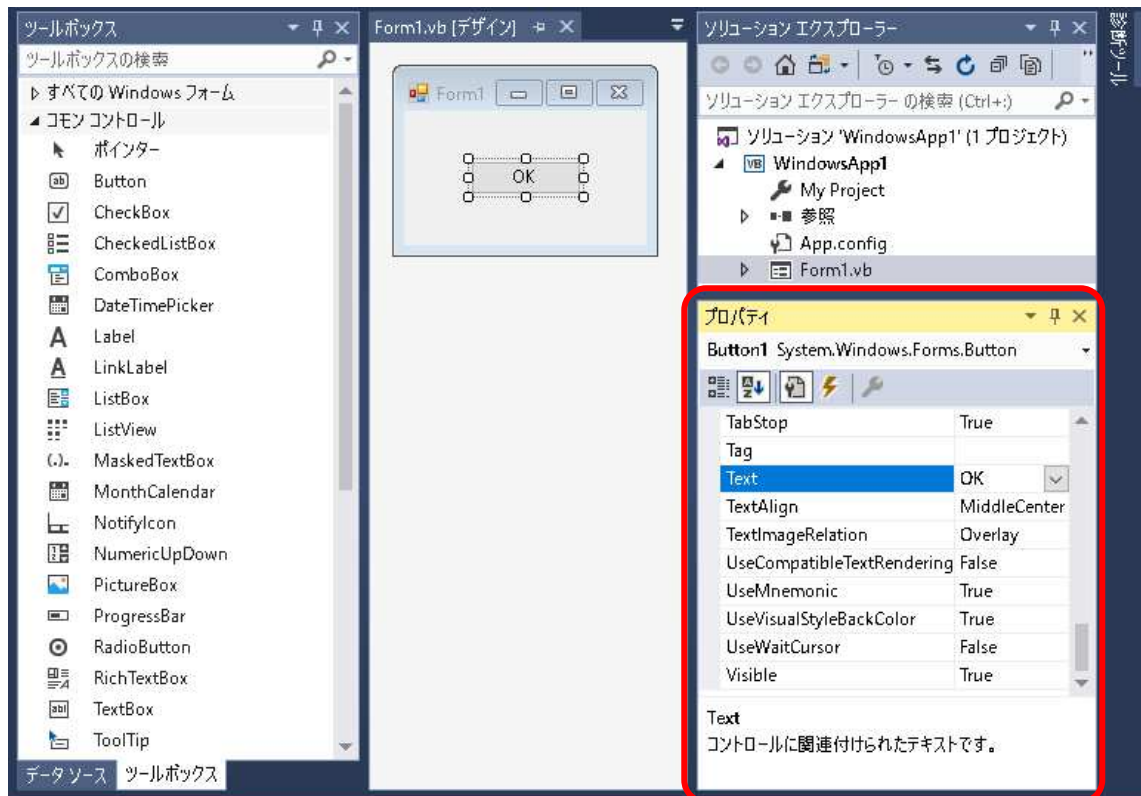 ツールボックス
ツールボックスの検索
すべての Windows フォーム
コモン コントロール
ポインター
Button
CheckBox
CheckedListBox
ComboBox
DateTimePicker
Label
LinkLabel
ListBox
ListView
MaskedTextBox
MonthCalendar
NotifyIcon
NumericUpDown
PictureBox
ProgressBar
RadioButton
RichTextBox
TextBox
ToolTip
データ ソース ツールボックス
Form1.vb [デザイン]
Form1
OK
ソリューション エクスプローラー
ソリューション エクスプローラー の検索 (Ctrl+:)
ソリューション 'WindowsApp1' (1 プロジェクト)
WindowsApp1
My Project
参照
App.config
Form1.vb
プロパティ
Button1 System.Windows.Forms.Button
TabStop True
Tag
Text OK
TextAlign MiddleCenter
TextImageRelation Overlay
UseCompatibleTextRendering False
UseMnemonic True
UseVisualStyleBackColor True
UseWaitCursor False
Visible True
Text
コントロールに関連付けられたテキストです。
診断ツール